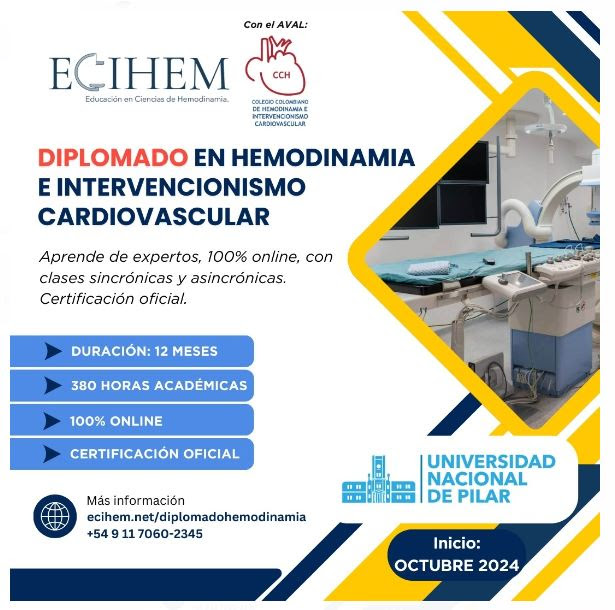 Con el AVAL:
ECIHEM
Educación en Ciencias de Hemodinamia.
CCH
COLEGIO COLOMBIANO
DE HEMODINAMIA E
INTERVENCIONISMO
CARDIOVASCULAR
DIPLOMADO EN HEMODINAMIA
E INTERVENCIONISMO
CARDIOVASCULAR
Aprende de expertos, 100% online, con
clases sincrónicas y asincrónicas.
Certificación oficial.
DURACIÓN: 12 MESES
380 HORAS ACADÉMICAS
100% ONLINE
CERTIFICACIÓN OFICIAL
UNIVERSIDAD
NACIONAL
DE PILAR
Más información
ecihem.net/diplomadohemodinamia
+54 9 11 7060-2345
Inicio:
OCTUBRE 2024